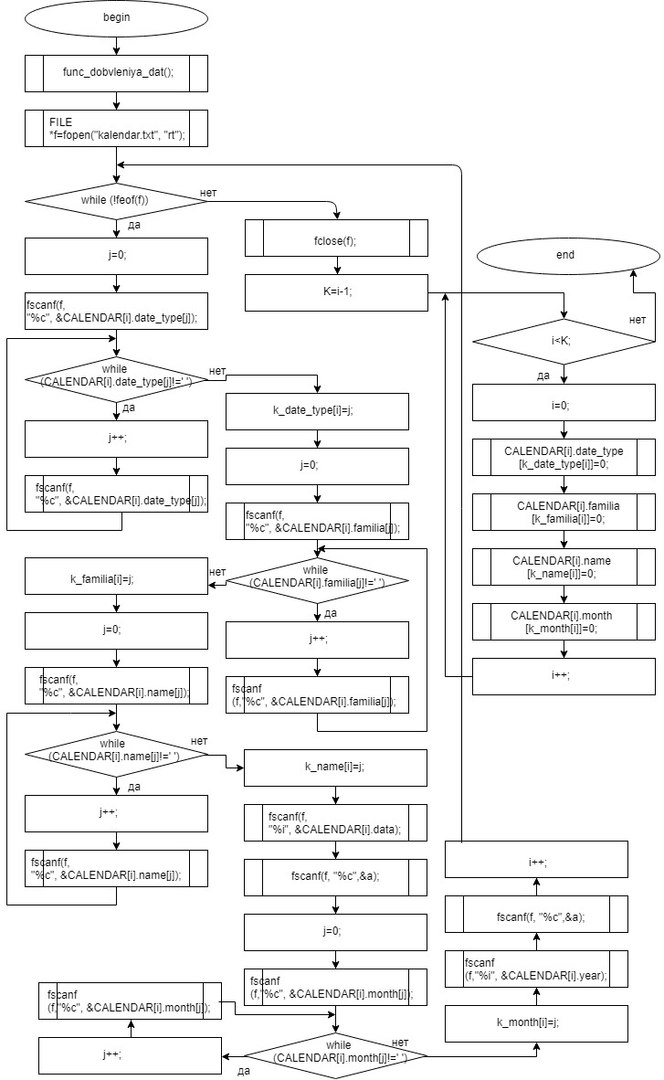 begin
func_dobvleniya_dat();
FILE
*f=fopen("kalendar.txt", "rt");
while (!feof(f))
нет
да
j=0;
fscanf(f,
"%c", &CALENDAR[i].date_type[j]);
while
(CALENDAR[i].date_type[j]!=' ')
нет
да
j++;
fscanf(f,
"%c", &CALENDAR[i].date_type[j]);
fclose(f);
K=i-1;
end
i<K;
нет
да
i=0;
CALENDAR[i].date_type
[k_date_type[i]]=0;
CALENDAR[i].familia
[k_familia[i]]=0;
CALENDAR[i].name
[k_name[i]]=0;
CALENDAR[i].month
[k_month[i]]=0;
i++;
k_date_type[i]=j;
j=0;
fscanf(f,
"%c", &CALENDAR[i].familia[j]);
while
(CALENDAR[i].familia[j]!=' ')
нет
да
j++;
fscanf
(f,"%c", &CALENDAR[i].familia[j]);
k_familia[i]=j;
j=0;
fscanf(f,
"%c", &CALENDAR[i].name[j]);
while
(CALENDAR[i].name[j]!=' ')
нет
да
j++;
fscanf(f,
"%c", &CALENDAR[i].name[j]);
k_name[i]=j;
fscanf(f,
"%i", &CALENDAR[i].data);
fscanf(f, "%c",&a);
j=0;
fscanf
(f,"%c", &CALENDAR[i].month[j]);
while
(CALENDAR[i].month[j]!=' ')
нет
да
j++;
fscanf
(f,"%c", &CALENDAR[i].month[j]);
k_month[i]=j;
fscanf
(f,"%i", &CALENDAR[i].year);
fscanf(f, "%c",&a);
i++;